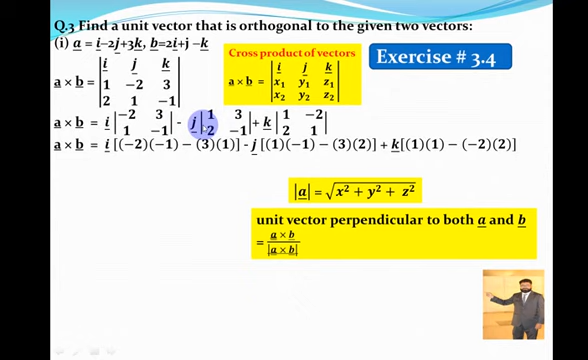 Q.3 Find a unit vector that is orthogonal to the given two vectors:
(i) a = i−2j+3k, b=2i+j −k
Cross product of vectors
Exercise # 3.4
a × b = | i j k |
| x₁ y₁ z₁ |
| x₂ y₂ z₂ |
a × b = | i j k |
| 1 −2 3 |
| 2 1 −1 |
a × b = i |−2 3; 1 −1| - j |1 3; 2 −1| + k |1 −2; 2 1|
a × b = i [(−2)(−1) − (3)(1)] - j [(1)(−1) − (3)(2)] + k[(1)(1) − (−2)(2)]
|a| = √x² + y² + z²
unit vector perpendicular to both a and b
= a × b / |a × b|